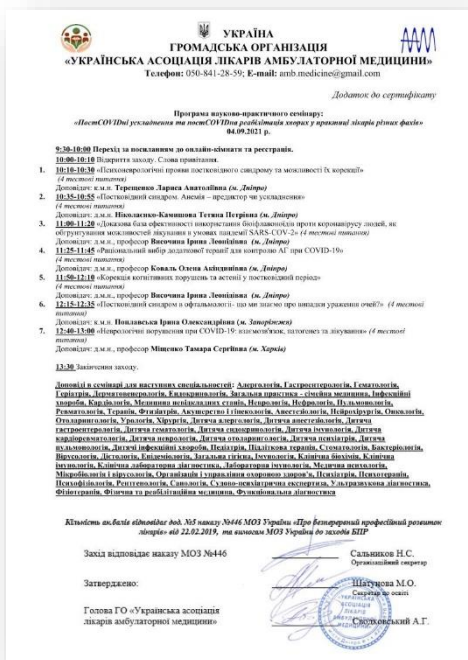 УКРАЇНА
ГРОМАДСЬКА ОРГАНІЗАЦІЯ
«УКРАЇНСЬКА АСОЦІАЦІЯ ЛІКАРІВ АМБУЛАТОРНОЇ МЕДИЦИНИ»
Телефон: 050-841-28-59; E-mail: amb.medicine@gmail.com
Додаток до сертифікату
Програма науково-практичного семінару:
«ПостCOVIDні ускладнення та постCOVIDна реабілітація хворих у практиці лікарів різних фахів»
04.09.2021 р.
9:30-10:00 Перехід за посиланням до онлайн-кімнати та реєстрація.
10:00-10:10 Відкриття заходу. Слова привітання.
1. 10:10-10:30 «Психоневрологічні прояви постковидного синдрому та можливості їх корекції»
(4 тестові питання)
Доповідач: к.м.н. Терещенко Лариса Анатоліївна (м. Дніпро)
2. 10:35-10:55 «Постковидний синдром. Анемія – предиктор чи ускладнення»
(4 тестові питання)
Доповідач: д.м.н. Ніколаєнко-Камишова Тетяна Петрівна (м. Дніпро)
3. 11:00-11:20 «Доказова база ефективності використання біофлавоноїдів проти коронавірусу людей, як
обґрунтування можливостей лікування в умовах пандемії SARS-COV-2» (4 тестові питання)
Доповідач: д.м.н., професор Височина Ірина Леонідівна (м. Дніпро)
4. 11:25-11:45 «Раціональний вибір додаткової терапії для контролю АГ при COVID-19»
(4 тестові питання)
Доповідач: д.м.н., професор Коваль Олена Акіндинівна (м. Дніпро)
5. 11:50-12:10 «Корекція когнітивних порушень та астенії у постковидний період»
(4 тестові питання)
Доповідач: д.м.н., професор Височина Ірина Леонідівна (м. Дніпро)
6. 12:15-12:35 «Постковидний синдром в офтальмології- що ми знаємо про випадки ураження очей?» (4 тестові
питання)
Доповідач: к.м.н. Поплавська Ірина Олександрівна (м. Запоріжжя)
7. 12:40-13:00 «Неврологічні порушення при COVID-19: взаємозв'язок, патогенез та лікування» (4 тестові
питання)
Доповідач: д.м.н., професор Міщенко Тамара Сергіївна (м. Харків)
13:30 Закінчення заходу.
Доповіді в семінарі для наступних спеціальностей: Алергологія, Гастроентерологія, Гематологія,
Геріатрія, Дерматовенерологія, Ендокринологія, Загальна практика - сімейна медицина, Інфекційні
хвороби, Кардіологія, Медицина невідкладних станів, Неврологія, Нефрологія, Пульмонологія,
Ревматологія, Терапія, Фтизіатрія, Акушерство і гінекологія, Анестезіологія, Нейрохірургія, Онкологія,
Отоларингологія, Урологія, Хірургія, Дитяча алергологія, Дитяча анестезіологія, Дитяча
гастроентерологія, Дитяча гематологія, Дитяча ендокринологія, Дитяча імунологія, Дитяча
кардіоревматологія, Дитяча неврологія, Дитяча отоларингологія, Дитяча психіатрія, Дитяча
пульмонологія, Дитячі інфекційні хвороби, Педіатрія, Підліткова терапія, Стоматологія, Бактеріологія,
Вірусологія, Дієтологія, Епідеміологія, Загальна гігієна, Імунологія, Клінічна біохімія, Клінічна
імунологія, Клінічна лабораторна діагностика, Лабораторна імунологія, Медична психологія,
Мікробіологія і вірусологія, Організація і управління охороною здоров'я, Психіатрія, Психотерапія,
Психофізіологія, Рентгенологія, Санологія, Судово-психіатрична експертиза, Ультразвукова діагностика,
Фізіотерапія, Фізична та реабілітаційна медицина, Функціональна діагностика
Кількість ак.балів відповідає дод. №5 наказу №446 МОЗ України «Про безперервний професійний розвиток
лікарів» від 22.02.2019, та вимогам МОЗ України до заходів БПР
Захід відповідає наказу МОЗ №446 Сальников Н.С.
Організаційний секретар
Затверджено: Шатунова М.О.
Секретар по освіті
Голова ГО «Українська асоціація
лікарів амбулаторної медицини» Сволковський А.Г.